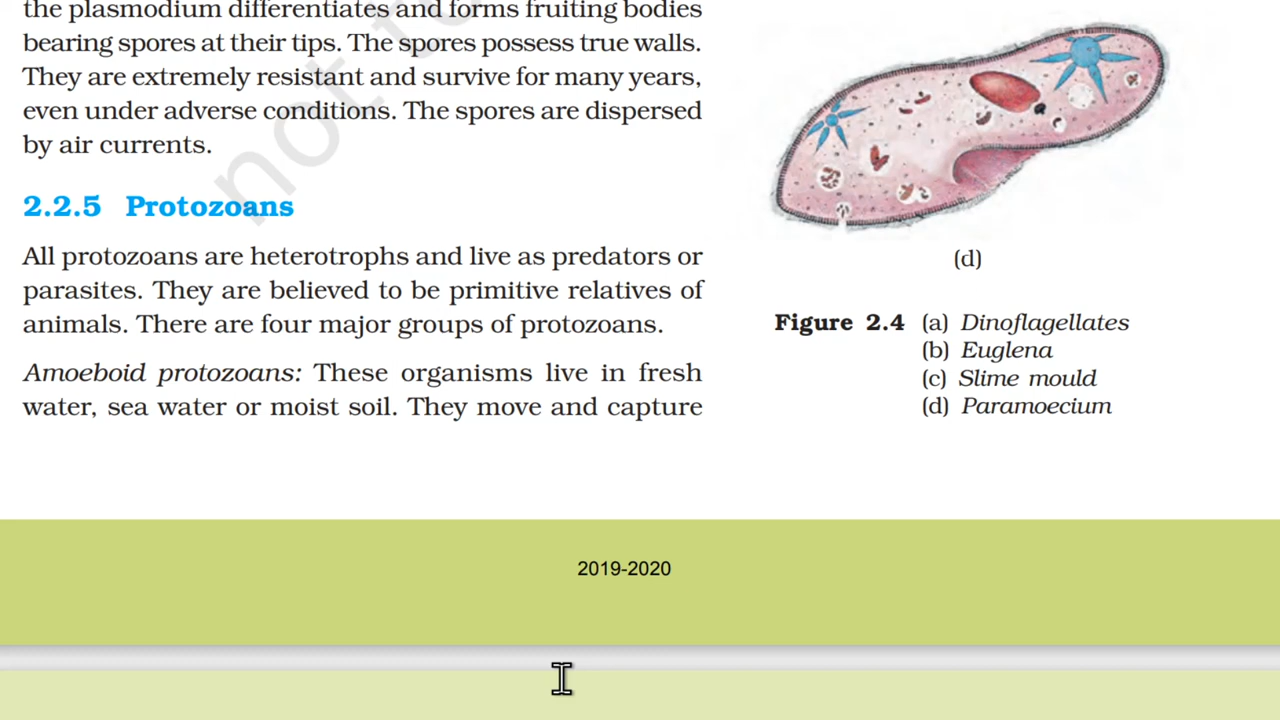 the plasmodium differentiates and forms fruiting bodies
bearing spores at their tips. The spores possess true walls.
They are extremely resistant and survive for many years,
even under adverse conditions. The spores are dispersed
by air currents.
not
2.2.5 Protozoans
All protozoans are heterotrophs and live as predators or
parasites. They are believed to be primitive relatives of
animals. There are four major groups of protozoans.
Amoeboid protozoans: These organisms live in fresh
water, sea water or moist soil. They move and capture
(d)
Figure 2.4 (a) Dinoflagellates
(b) Euglena
(c) Slime mould
(d) Paramoecium
2019-2020